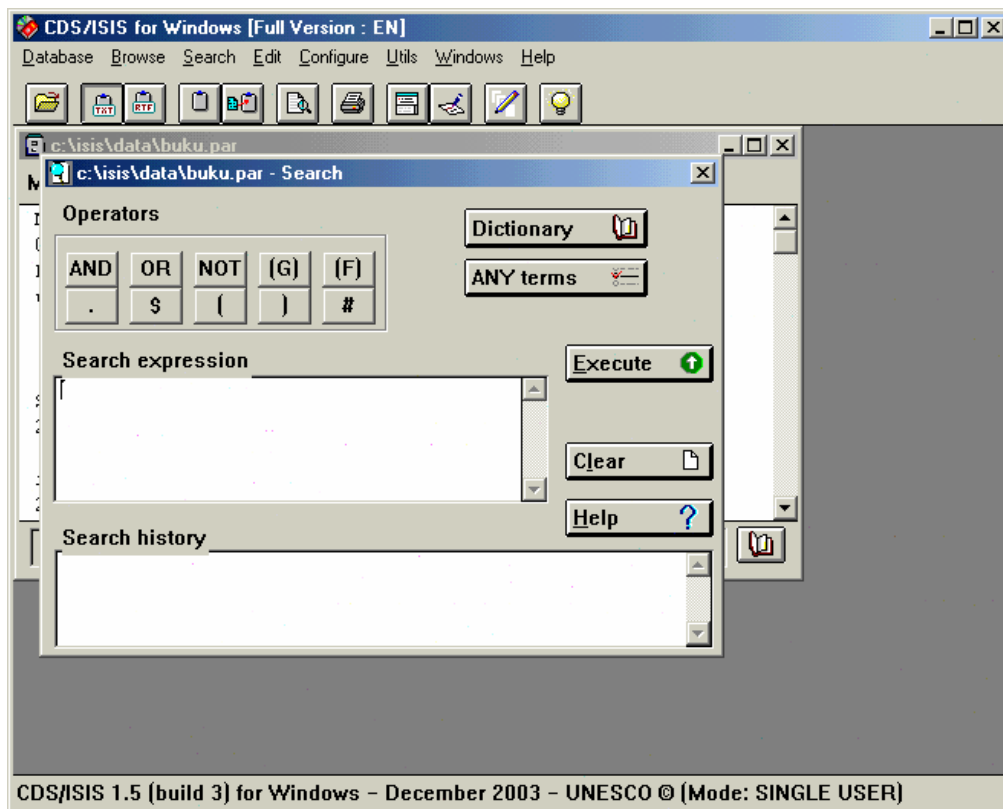 CDS/ISIS for Windows [Full Version : EN]
Database Browse Search Edit Configure Utils Windows Help
TXT RTF
c:\isis\data\buku.par
c:\isis\data\buku.par - Search
Operators
Dictionary
AND OR NOT (G) (F)
ANY terms
. $ ( ) #
Search expression
Execute
Clear
Help
Search history
CDS/ISIS 1.5 (build 3) for Windows – December 2003 – UNESCO © (Mode: SINGLE USER)